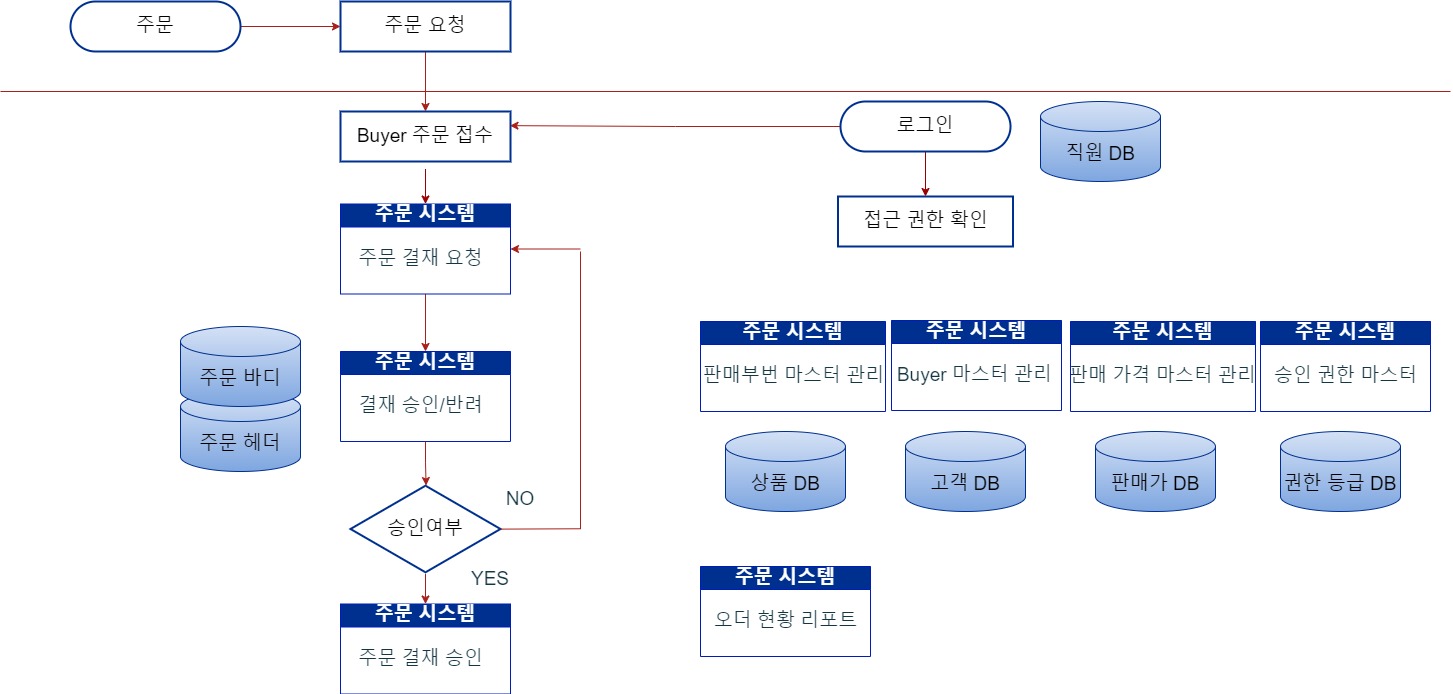 주문
주문 요청
Buyer 주문 접수
로그인
직원 DB
접근 권한 확인
주문 시스템
주문 결재 요청
주문 시스템
결재 승인/반려
주문 바디
주문 헤더
승인여부
NO
YES
주문 시스템
주문 결재 승인
주문 시스템
판매부번 마스터 관리
주문 시스템
Buyer 마스터 관리
주문 시스템
판매 가격 마스터 관리
주문 시스템
승인 권한 마스터
상품 DB
고객 DB
판매가 DB
권한 등급 DB
주문 시스템
오더 현황 리포트